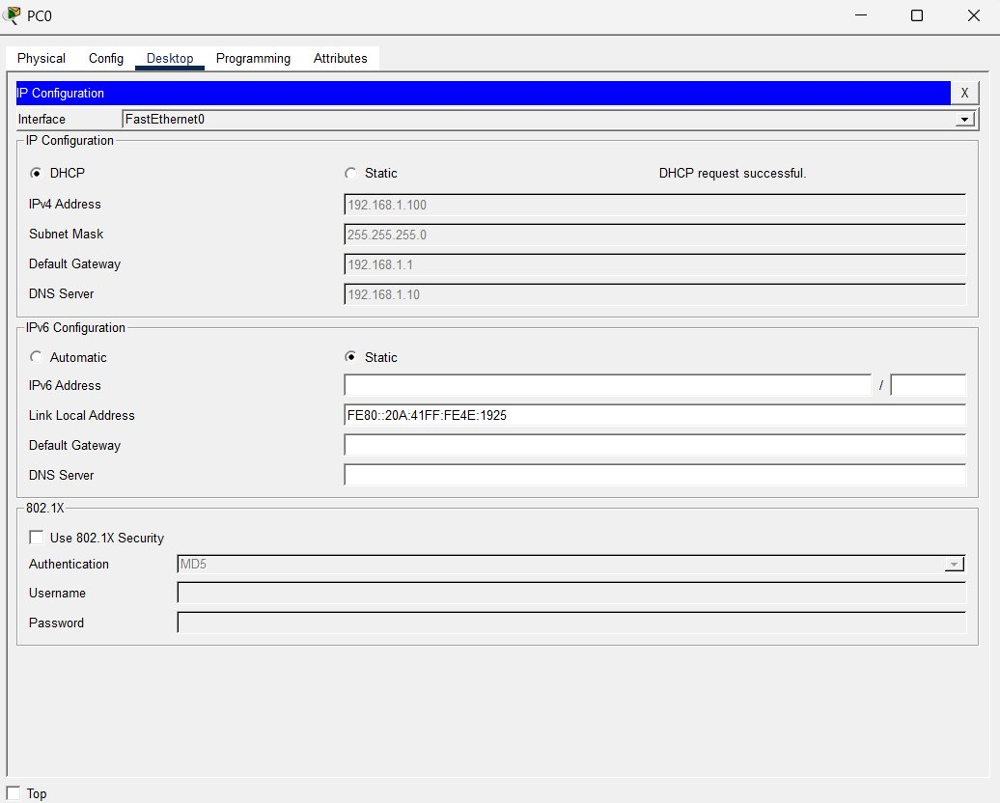 PC0
Physical Config Desktop Programming Attributes
IP Configuration X
Interface FastEthernet0
IP Configuration
DHCP Static DHCP request successful.
IPv4 Address 192.168.1.100
Subnet Mask 255.255.255.0
Default Gateway 192.168.1.1
DNS Server 192.168.1.10
IPv6 Configuration
Automatic Static
IPv6 Address /
Link Local Address FE80::20A:41FF:FE4E:1925
Default Gateway
DNS Server
802.1X
Use 802.1X Security
Authentication MD5
Username
Password
Top